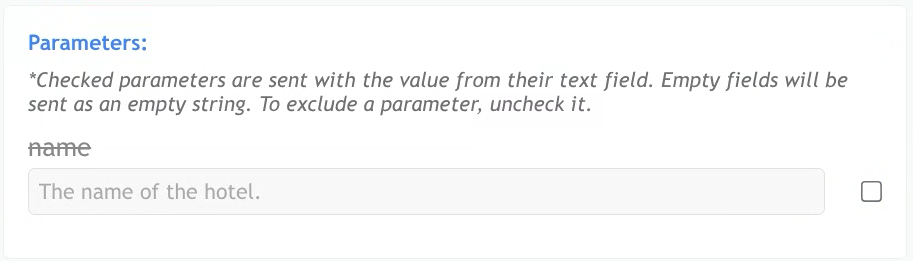 Parameters:
*Checked parameters are sent with the value from their text field. Empty fields will be
sent as an empty string. To exclude a parameter, uncheck it.
name
The name of the hotel.